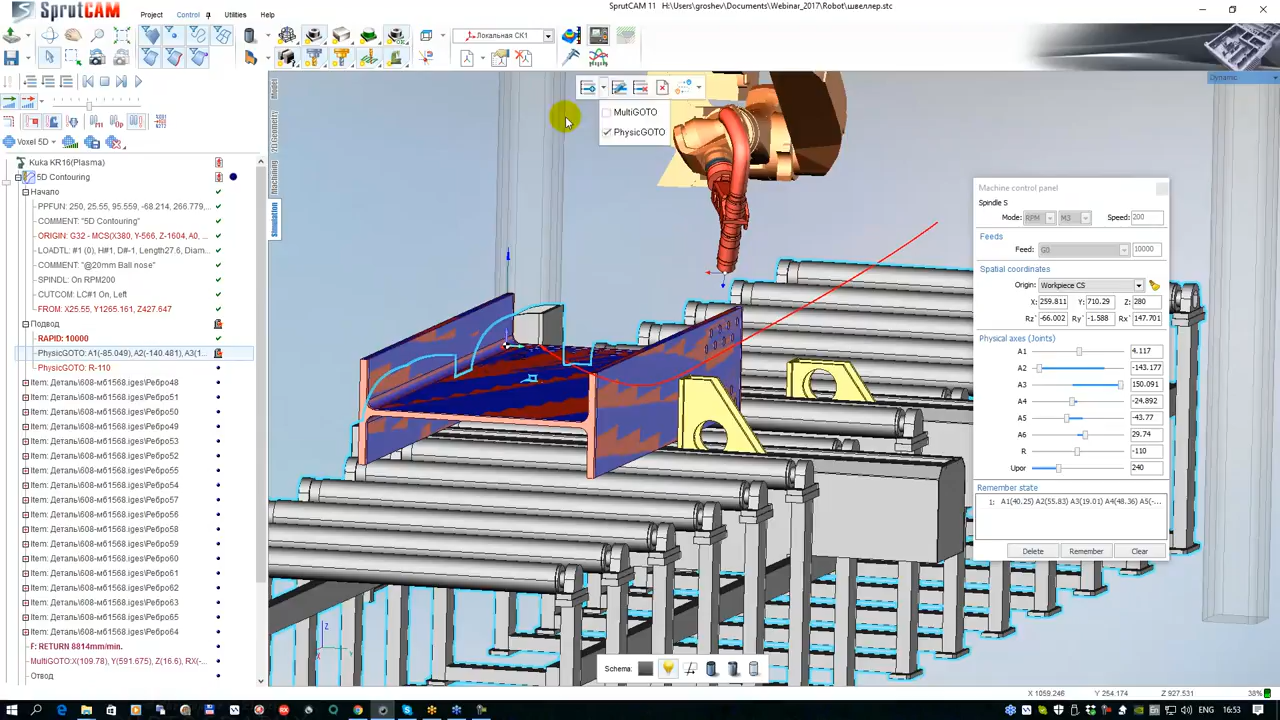 SprutCAM 11 H:\Users\groshev\Documents\Webinar_2017\Robot\швеллер.stc
Project Control Utilities Help
Локальная СК1
Dynamic
Voxel 5D
Model
2D Geometry
Machining
Simulation
MultiGOTO
PhysicGOTO
Kuka KR16(Plasma)
5D Contouring
Начало
PPFUN: 250, 25.55, 95.559, -68.214, 266.779,...
COMMENT: "5D Contouring"
ORIGIN: G32 - MCS(X380, Y-566, Z-1604, A0, ...
LOADTL: #1 (0), H#1, D#-1, Length27.6, Diam...
COMMENT: "@20mm Ball nose"
SPINDL: On RPM200
CUTCOM: LC#1 On, Left
FROM: X25.55, Y1265.161, Z427.647
Подвод
RAPID: 10000
PhysicGOTO: A1(-85.049), A2(-140.481), A3(1...
PhysicGOTO: R-110
Item: Деталь\608-м61568.iges\Ребро48
Item: Деталь\608-м61568.iges\Ребро51
Item: Деталь\608-м61568.iges\Ребро50
Item: Деталь\608-м61568.iges\Ребро49
Item: Деталь\608-м61568.iges\Ребро53
Item: Деталь\608-м61568.iges\Ребро52
Item: Деталь\608-м61568.iges\Ребро55
Item: Деталь\608-м61568.iges\Ребро54
Item: Деталь\608-м61568.iges\Ребро57
Item: Деталь\608-м61568.iges\Ребро56
Item: Деталь\608-м61568.iges\Ребро58
Item: Деталь\608-м61568.iges\Ребро59
Item: Деталь\608-м61568.iges\Ребро60
Item: Деталь\608-м61568.iges\Ребро61
Item: Деталь\608-м61568.iges\Ребро62
Item: Деталь\608-м61568.iges\Ребро63
Item: Деталь\608-м61568.iges\Ребро65
Item: Деталь\608-м61568.iges\Ребро64
F: RETURN 8814mm/min.
MultiGOTO:X(109.78), Y(591.675), Z(16.6), RX(-...
Отвод
Machine control panel
Spindle S
Mode: RPM M3 Speed: 200
Feeds
Feed: G0 10000
Spatial coordinates
Origin: Workpiece CS
X: 259.811 Y: 710.29 Z: 280
Rz` -66.002 Ry` -1.588 Rx` 147.701
Physical axes (Joints)
A1 4.117
A2 -143.177
A3 150.091
A4 -24.892
A5 -43.77
A6 29.74
R -110
Upor 240
Remember state
1: A1(40.25) A2(55.83) A3(19.01) A4(48.36) A5(-...
Delete Remember Clear
Schema:
X 1059.246 Y 254.174 Z 927.531 38%
ENG 16:53